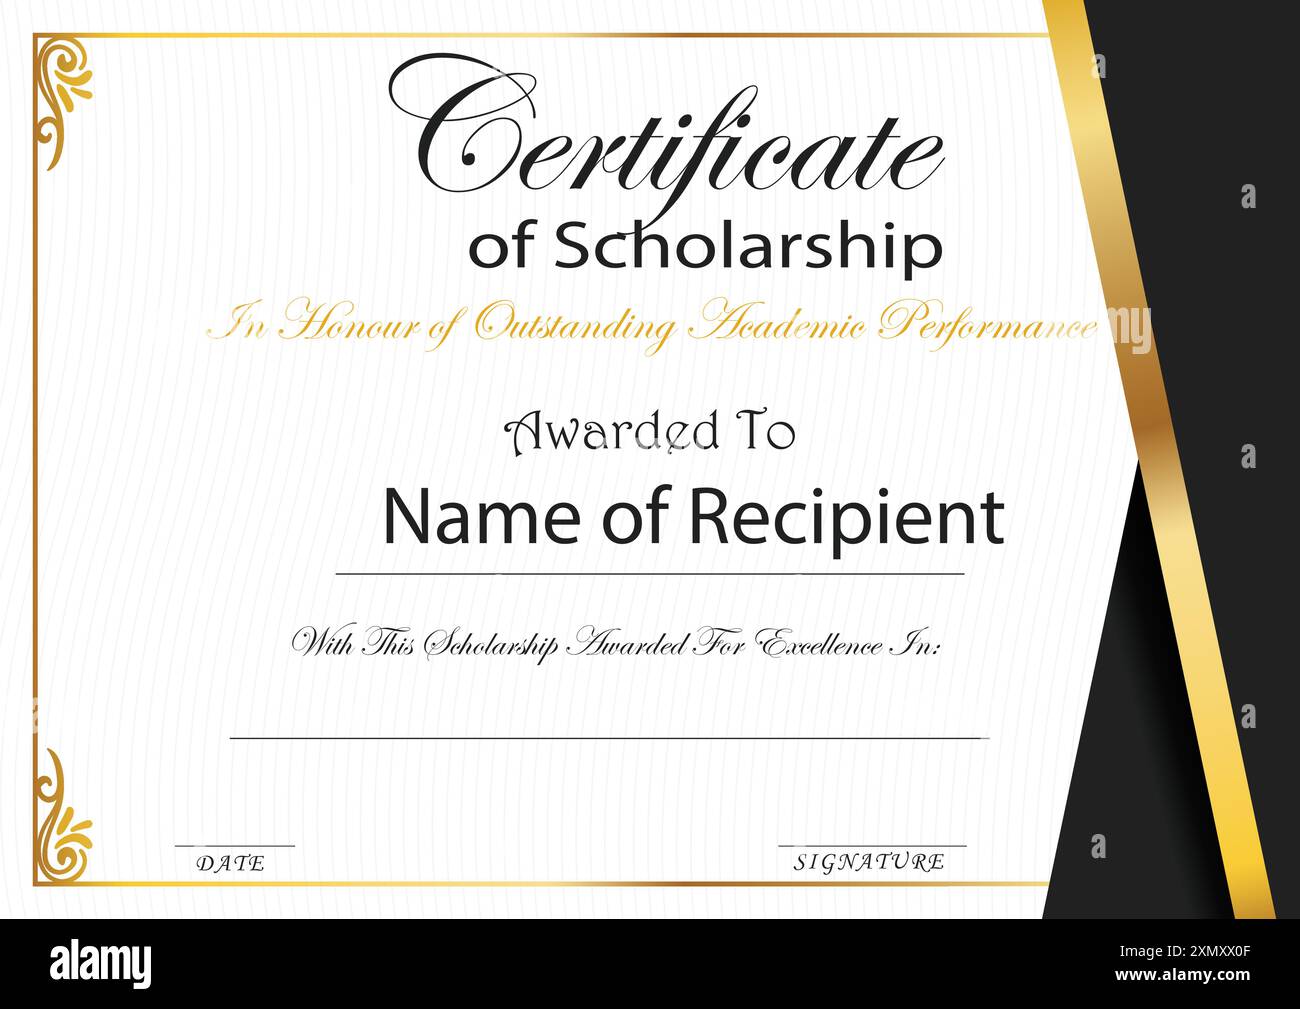 Certificate
of Scholarship
In Honour of Outstanding Academic Performance
Awarded To
Name of Recipient
With This Scholarship Awarded For Excellence In:
DATE
SIGNATURE
alamy
a
a
a
a
a
alamy
Image ID: 2XMXX0F
www.alamy.com